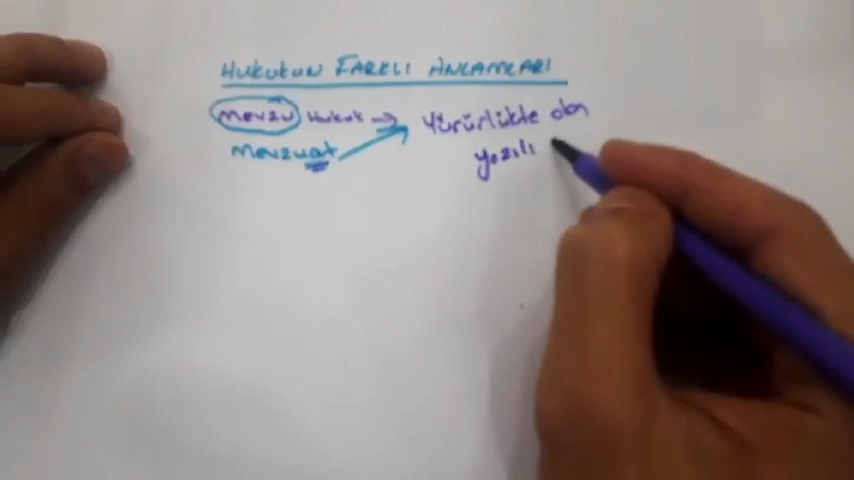 HUKUKUN FARKLI ANLAMLARI
Mevzu Hukuk → Yürürlükte olan
mevzuat yazılı